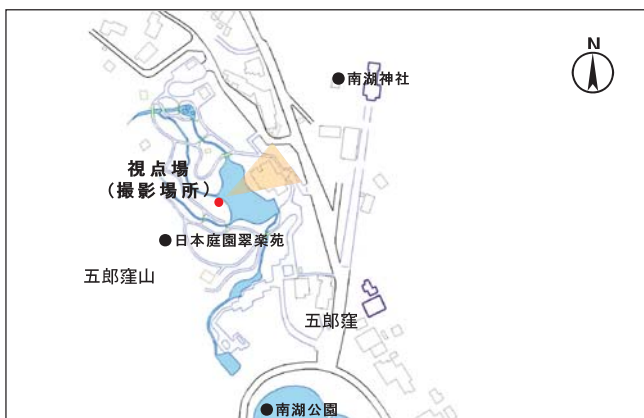 N
●南湖神社
視点場
（撮影場所）
●日本庭園翠楽苑
五郎窪山
五郎窪
●南湖公園